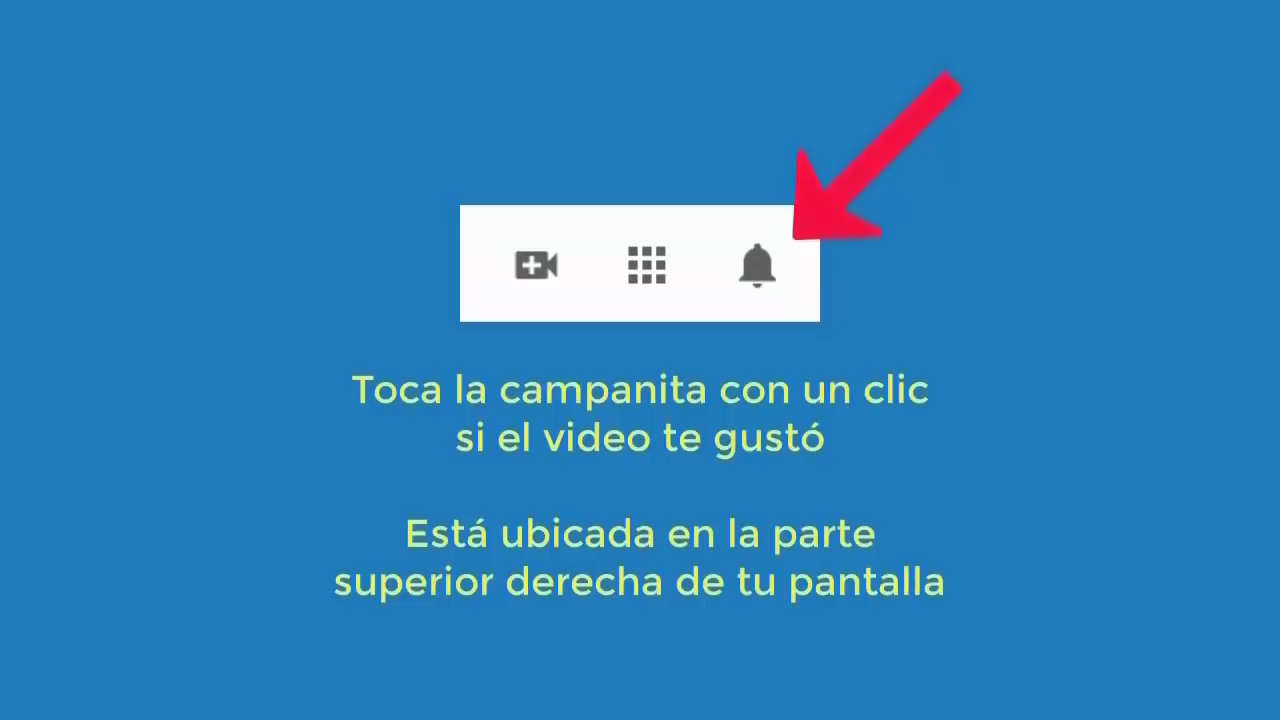 Toca la campanita con un clic
si el video te gustó
Está ubicada en la parte
superior derecha de tu pantalla